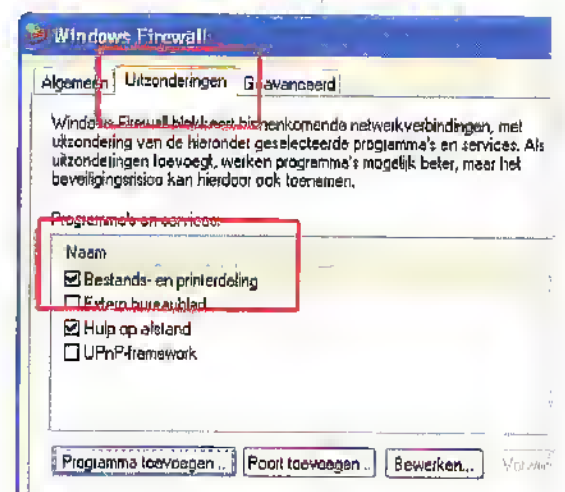 Windows Firewall
Algemeen Uitzonderingen Geavanceerd
Windows Firewall blokkeert binnenkomende netwerkverbindingen, met
uitzondering van de hieronder geselecteerde programma's en services. Als
uitzonderingen toevoegt, werken programma's mogelijk beter, maar het
beveiligingsrisico kan hierdoor ook toenemen.
Programma's en services:
Naam
Bestands- en printerdeling
Extern bureaublad
Hulp op afstand
UPnP-framework
Programma toevoegen... Poort toevoegen... Bewerken...